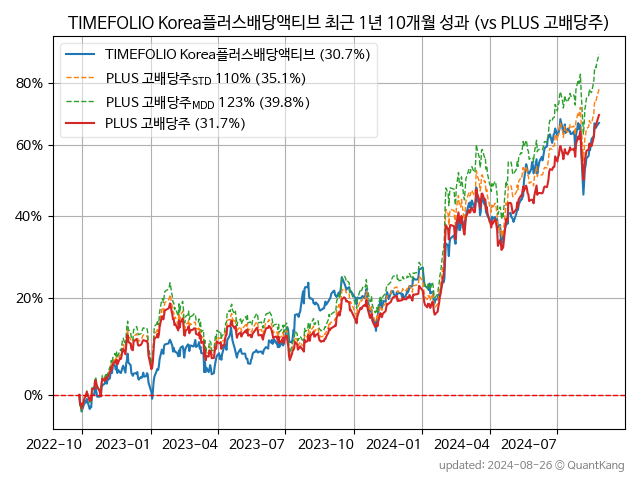 TIMEFOLIO Korea플러스배당액티브 최근 1년 10개월 성과 (vs PLUS 고배당주)
TIMEFOLIO Korea플러스배당액티브 (30.7%)
PLUS 고배당주STD 110% (35.1%)
PLUS 고배당주MDD 123% (39.8%)
PLUS 고배당주 (31.7%)
80%
60%
40%
20%
0%
2022-10 2023-01 2023-04 2023-07 2023-10 2024-01 2024-04 2024-07
updated: 2024-08-26 © QuantKang